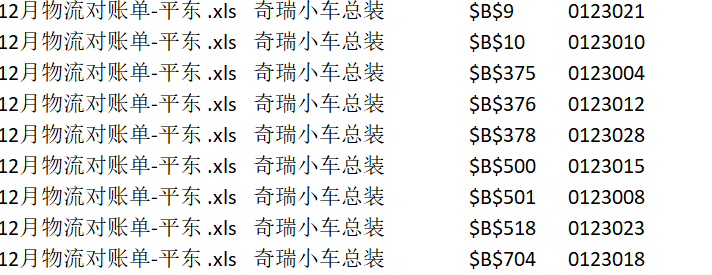 12月物流对账单-平东 .xls 奇瑞小车总装 $B$9 0123021
12月物流对账单-平东 .xls 奇瑞小车总装 $B$10 0123010
12月物流对账单-平东 .xls 奇瑞小车总装 $B$375 0123004
12月物流对账单-平东 .xls 奇瑞小车总装 $B$376 0123012
12月物流对账单-平东 .xls 奇瑞小车总装 $B$378 0123028
12月物流对账单-平东 .xls 奇瑞小车总装 $B$500 0123015
12月物流对账单-平东 .xls 奇瑞小车总装 $B$501 0123008
12月物流对账单-平东 .xls 奇瑞小车总装 $B$518 0123023
12月物流对账单-平东 .xls 奇瑞小车总装 $B$704 0123018